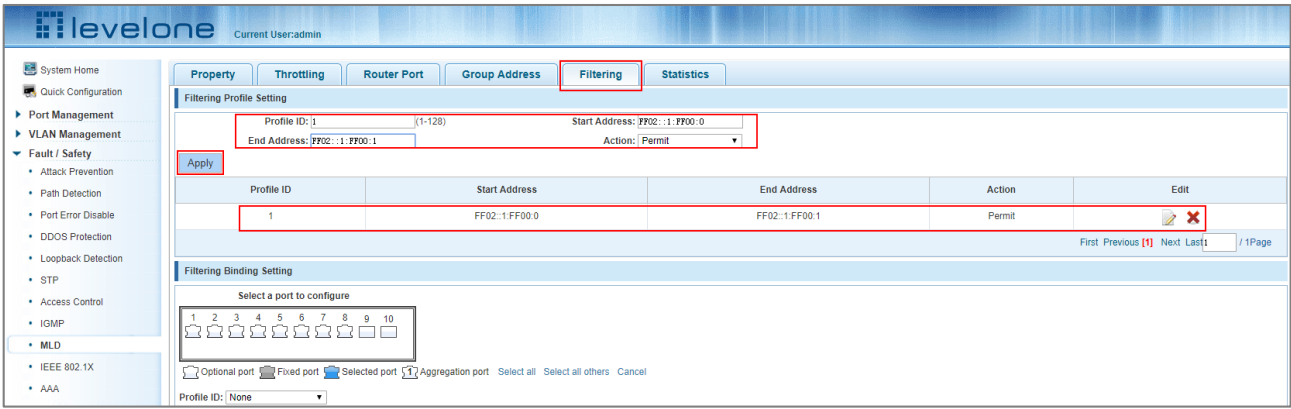 levelone Current User:admin
System Home
Quick Configuration
Port Management
VLAN Management
Fault / Safety
Attack Prevention
Path Detection
Port Error Disable
DDOS Protection
Loopback Detection
STP
Access Control
IGMP
MLD
IEEE 802.1X
AAA
Property Throttling Router Port Group Address Filtering Statistics
Filtering Profile Setting
Profile ID: 1 (1-128) Start Address: FF02::1:FF00:0
End Address: FF02::1:FF00:1 Action: Permit
Apply
Profile ID Start Address End Address Action Edit
1 FF02::1:FF00:0 FF02::1:FF00:1 Permit
First Previous [1] Next Last 1 / 1Page
Filtering Binding Setting
Select a port to configure
1 2 3 4 5 6 7 8 9 10
Optional port Fixed port Selected port 1 Aggregation port Select all Select all others Cancel
Profile ID: None